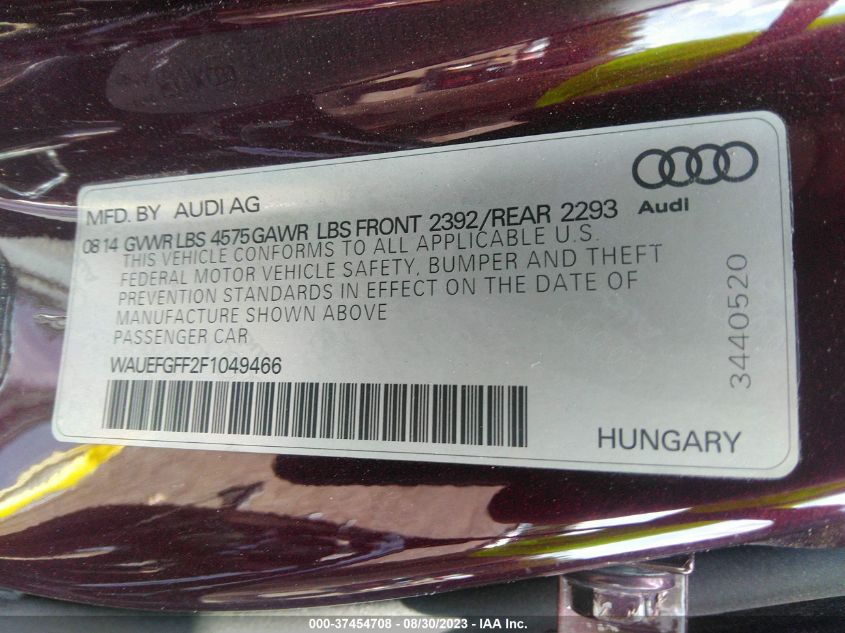 MFD. BY AUDI AG
0814 GVWR LBS 4575 GAWR LBS FRONT 2392/REAR 2293
THIS VEHICLE CONFORMS TO ALL APPLICABLE U.S.
FEDERAL MOTOR VEHICLE SAFETY, BUMPER AND THEFT
PREVENTION STANDARDS IN EFFECT ON THE DATE OF
MANUFACTURE SHOWN ABOVE
PASSENGER CAR
WAUEFGFF2F1049466
Audi
3440520
HUNGARY
000-37454708 - 08/30/2023 - IAA Inc.